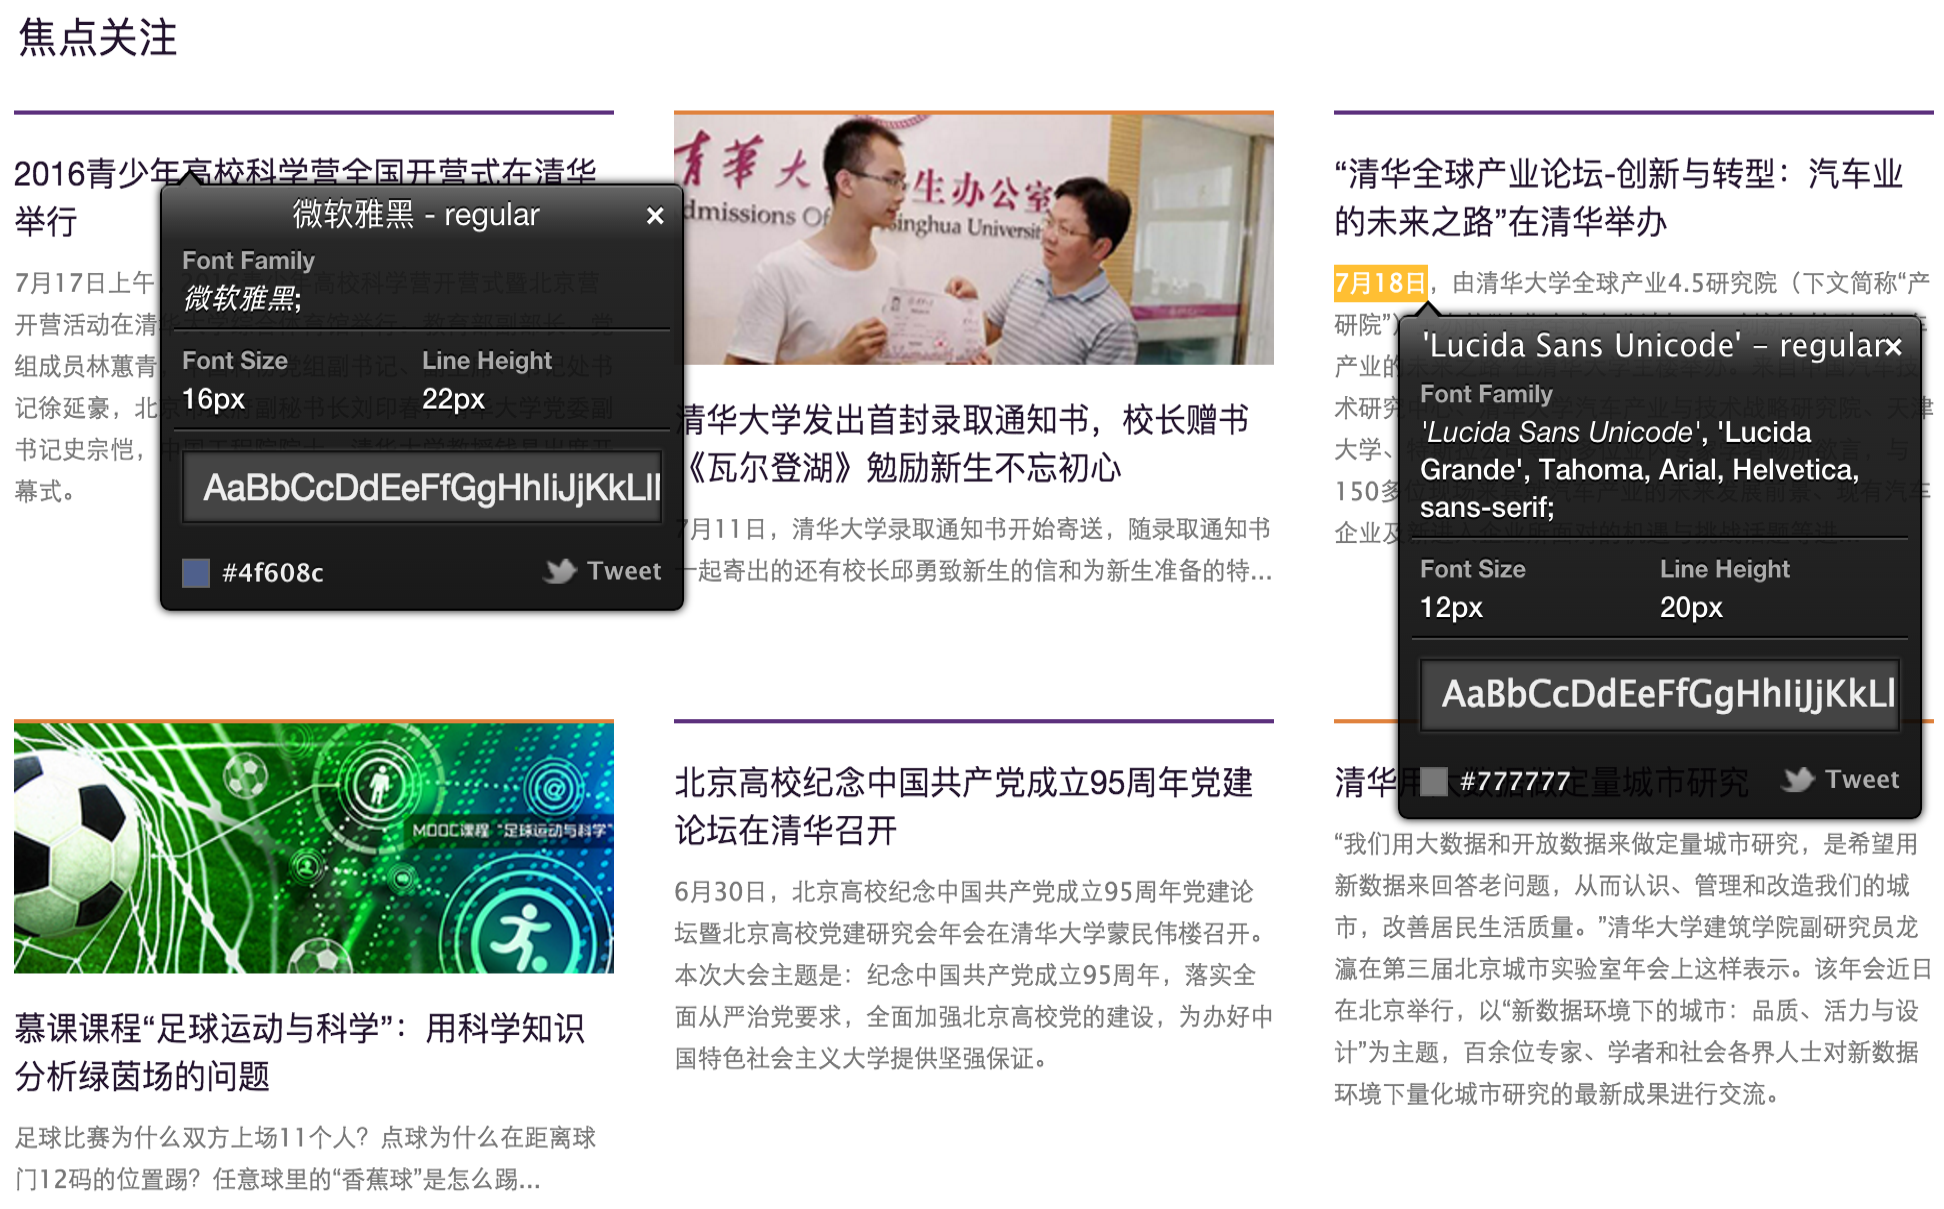 焦点关注
2016青少年高校科学营全国开营式在清华
举行
7月17日上午
开营活动在清
组成员林蕙青
记徐延豪，北
书记史宗恺，
幕式。
微软雅黑 - regular
Font Family
微软雅黑;
Font Size
Line Height
16px
22px
AaBbCcDdEeFfGgHhIiJjKkLl
#4f608c
Tweet
生办公室
dmissions Of
singhua Universit
清华大学发出首封录取通知书，校长赠书
《瓦尔登湖》勉励新生不忘初心
7月11日，清华大学录取通知书开始寄送，随录取通知书
一起寄出的还有校长邱勇致新生的信和为新生准备的特...
“清华全球产业论坛-创新与转型：汽车业
的未来之路”在清华举办
7月18日，由清华大学全球产业4.5研究院（下文简称“产
研院”）
产业的
术研究
大学、
150多
企业及
'Lucida Sans Unicode' - regular
Font Family
'Lucida Sans Unicode', 'Lucida
Grande', Tahoma, Arial, Helvetica,
sans-serif;
Font Size
Line Height
12px
20px
AaBbCcDdEeFfGgHhIiJjKkLl
#777777
Tweet
MOOC课程 “足球运动与科学”
慕课课程“足球运动与科学”：用科学知识
分析绿茵场的问题
足球比赛为什么双方上场11个人？点球为什么在距离球
门12码的位置踢？任意球里的“香蕉球”是怎么踢...
北京高校纪念中国共产党成立95周年党建
论坛在清华召开
6月30日，北京高校纪念中国共产党成立95周年党建论
坛暨北京高校党建研究会年会在清华大学蒙民伟楼召开。
本次大会主题是：纪念中国共产党成立95周年，落实全
面从严治党要求，全面加强北京高校党的建设，为办好中
国特色社会主义大学提供坚强保证。
清华用大数据做定量城市研究
“我们用大数据和开放数据来做定量城市研究，是希望用
新数据来回答老问题，从而认识、管理和改造我们的城
市，改善居民生活质量。”清华大学建筑学院副研究员龙
瀛在第三届北京城市实验室年会上这样表示。该年会近日
在北京举行，以“新数据环境下的城市：品质、活力与设
计”为主题，百余位专家、学者和社会各界人士对新数据
环境下量化城市研究的最新成果进行交流。